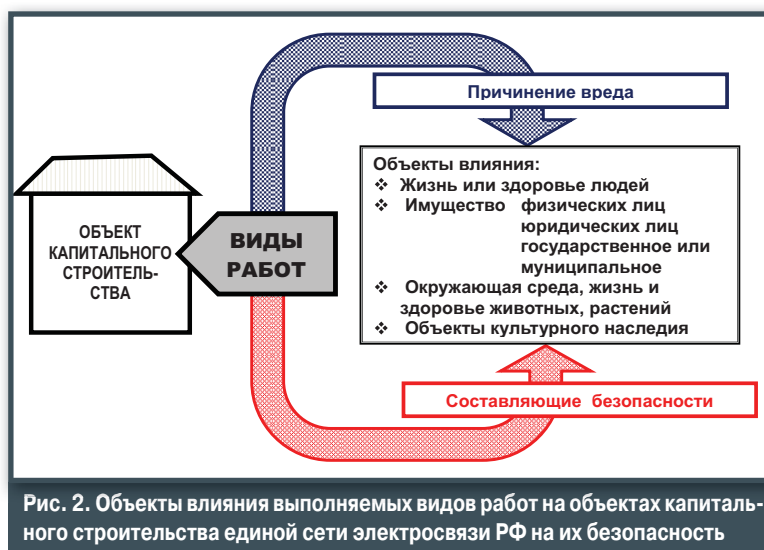 Причинение вреда
Объекты влияния:
❖ Жизнь или здоровье людей
❖ Имущество физических лиц
юридических лиц
государственное или
муниципальное
❖ Окружающая среда, жизнь и
здоровье животных, растений
❖ Объекты культурного наследия
ОБЪЕКТ
КАПИТАЛЬНОГО
СТРОИТЕЛЬ-
СТВА
ВИДЫ
РАБОТ
Составляющие безопасности
Рис. 2. Объекты влияния выполняемых видов работ на объектах капиталь-
ного строительства единой сети электросвязи РФ на их безопасность